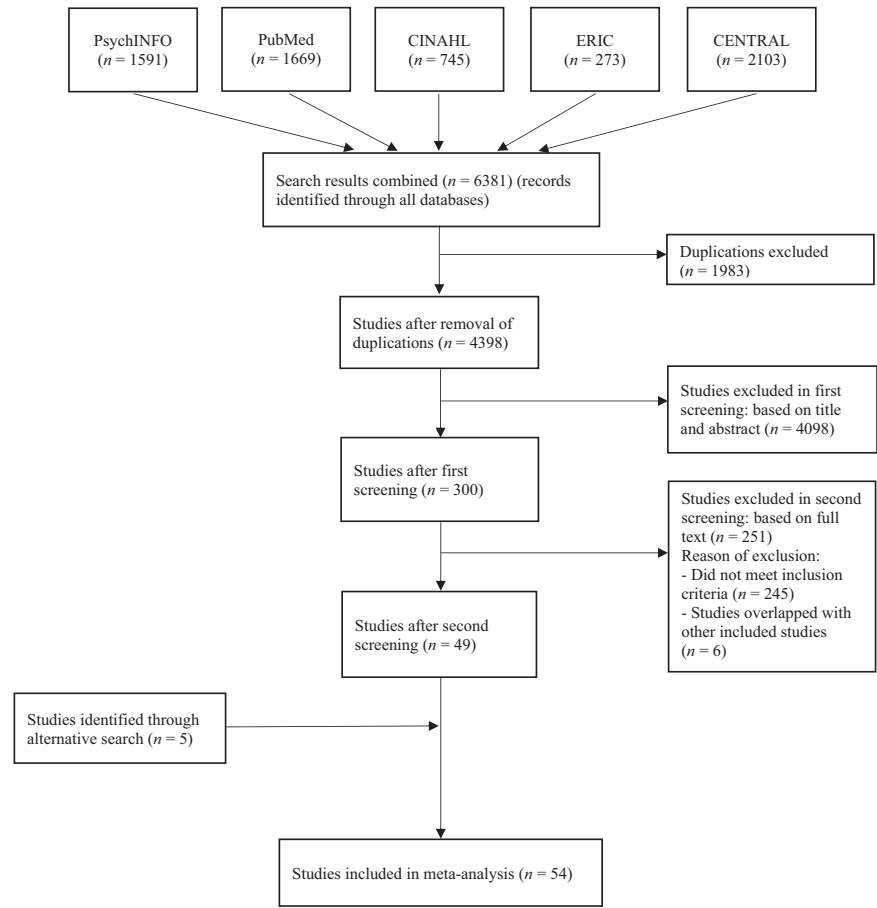 PsychINFO
(n = 1591)
PubMed
(n = 1669)
CINAHL
(n = 745)
ERIC
(n = 273)
CENTRAL
(n = 2103)
Search results combined (n = 6381) (records
identified through all databases)
Duplications excluded
(n = 1983)
Studies after removal of
duplications (n = 4398)
Studies excluded in first
screening: based on title
and abstract (n = 4098)
Studies after first
screening (n = 300)
Studies excluded in second
screening: based on full
text (n = 251)
Reason of exclusion:
- Did not meet inclusion
criteria (n = 245)
- Studies overlapped with
other included studies
(n = 6)
Studies after second
screening (n = 49)
Studies identified through
alternative search (n = 5)
Studies included in meta-analysis (n = 54)